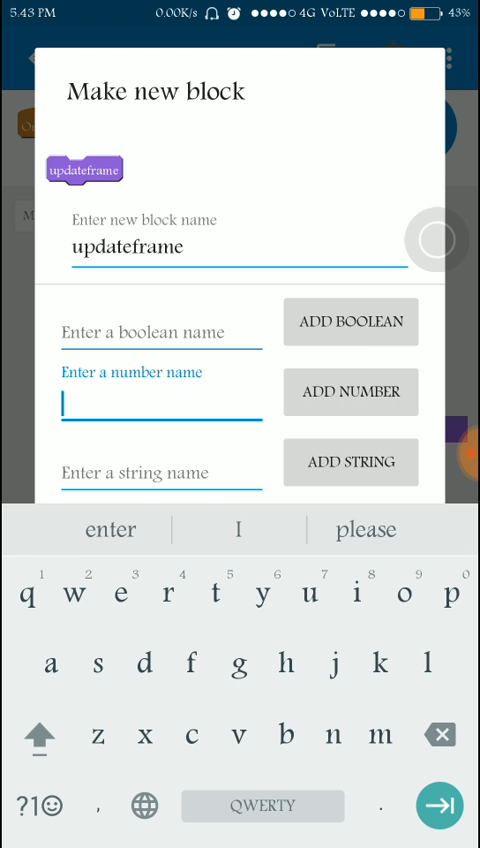 5.43 PM 0.00K/s 4G VoLTE 43%
Make new block
updateframe
Enter new block name
updateframe
Enter a boolean name ADD BOOLEAN
Enter a number name
ADD NUMBER
Enter a string name ADD STRING
enter I please
1 2 3 4 5 6 7 8 9 0
q w e r t y u i o p
a s d f g h j k l
z x c v b n m
?1 , QWERTY .